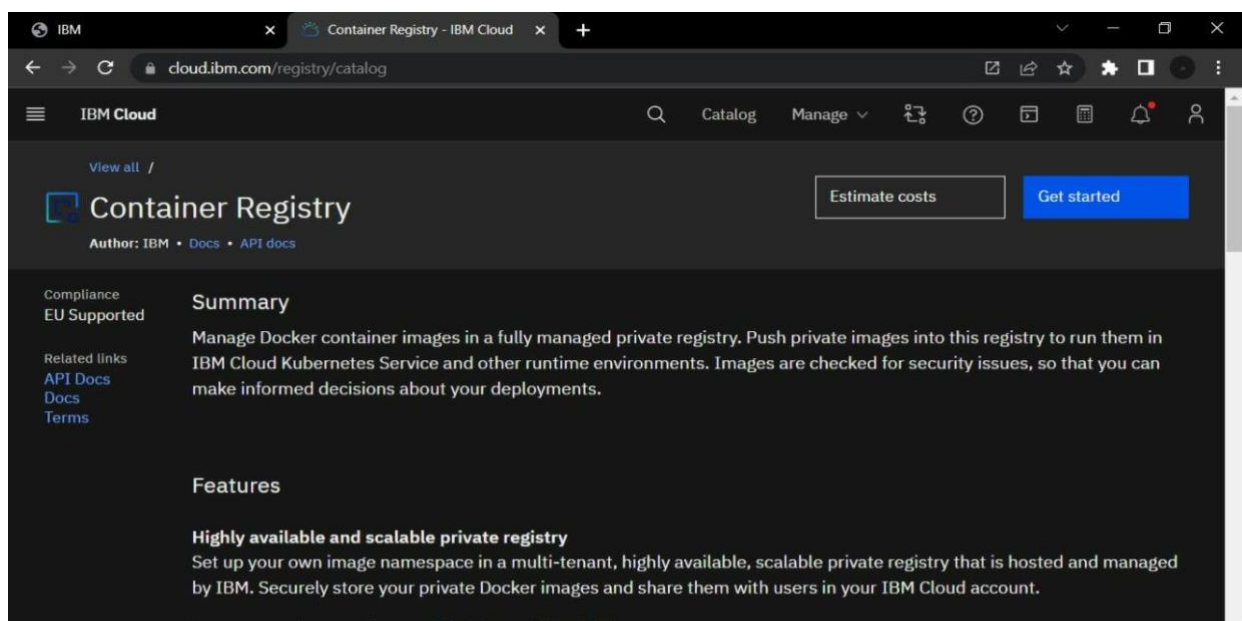 IBM
Container Registry - IBM Cloud
cloud.ibm.com/registry/catalog
IBM Cloud
Catalog
Manage
View all /
Container Registry
Author: IBM • Docs • API docs
Estimate costs
Get started
Compliance
EU Supported
Related links
API Docs
Docs
Terms
Summary
Manage Docker container images in a fully managed private registry. Push private images into this registry to run them in
IBM Cloud Kubernetes Service and other runtime environments. Images are checked for security issues, so that you can
make informed decisions about your deployments.
Features
Highly available and scalable private registry
Set up your own image namespace in a multi-tenant, highly available, scalable private registry that is hosted and managed
by IBM. Securely store your private Docker images and share them with users in your IBM Cloud account.